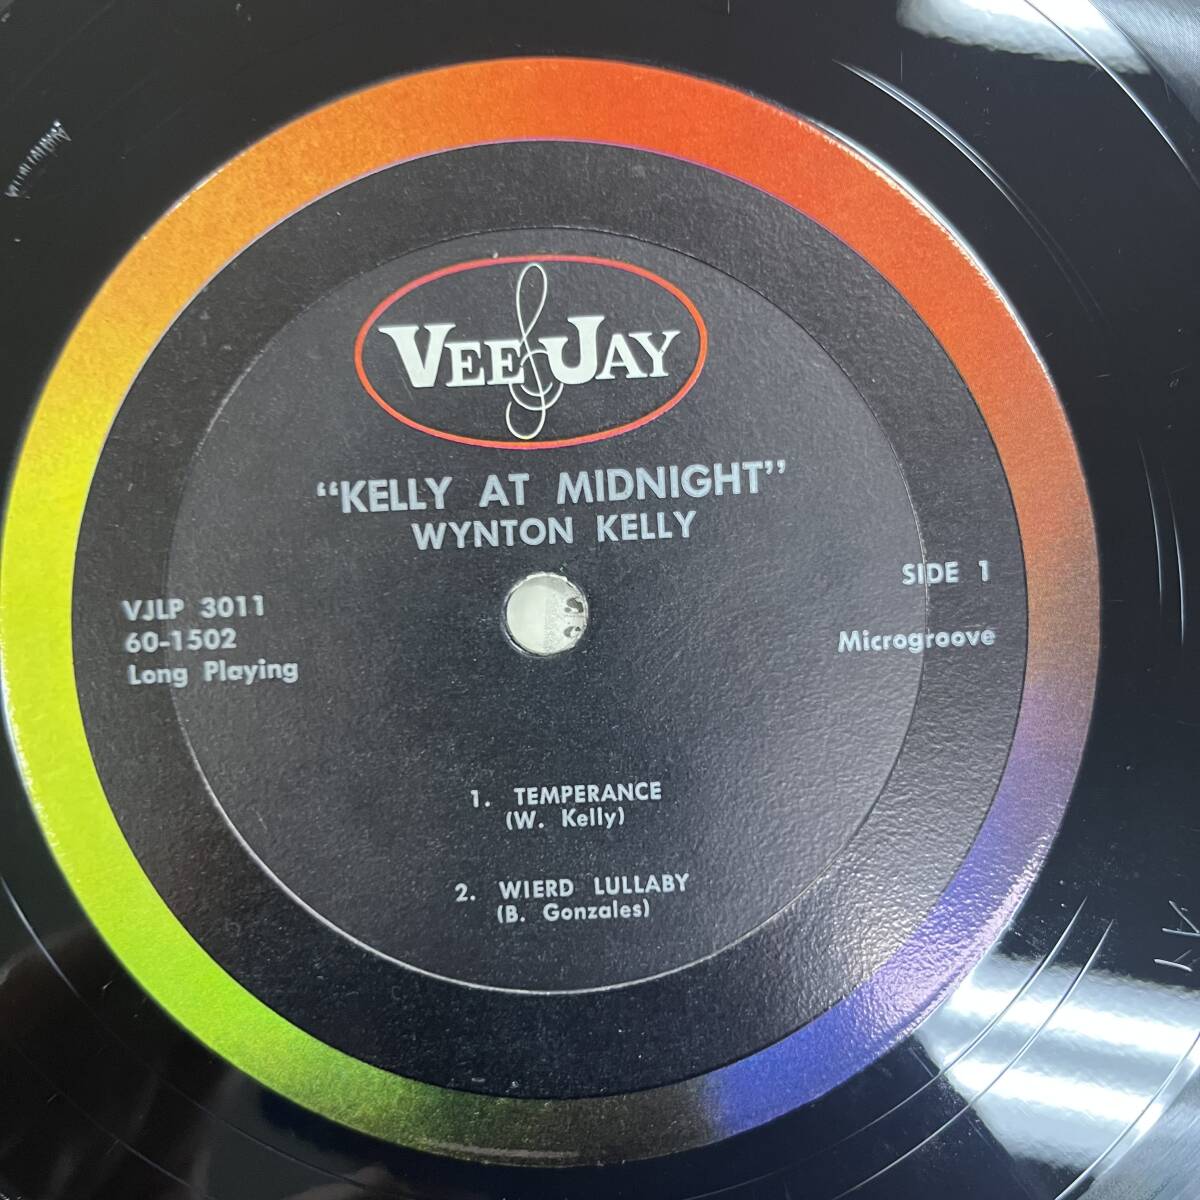 VEE JAY
“KELLY AT MIDNIGHT”
WYNTON KELLY
SIDE 1
VJLP 3011
60-1502
Long Playing
Microgroove
1. TEMPERANCE
(W. Kelly)
2. WIERD LULLABY
(B. Gonzales)